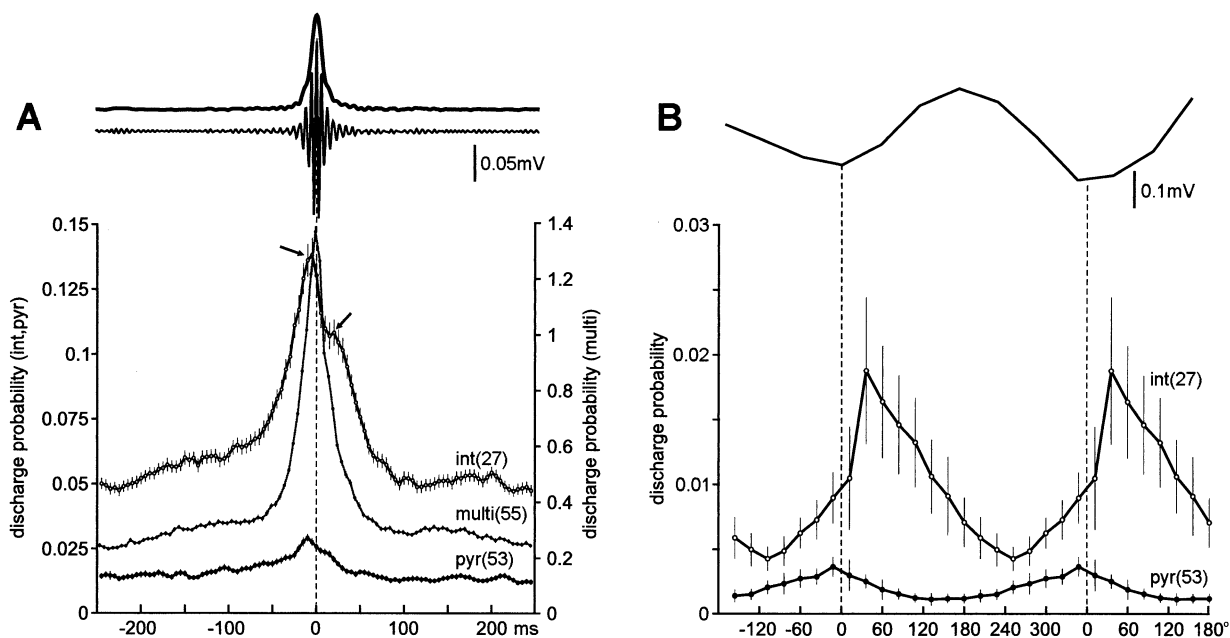 A
0.05mV
0.15
0.125
0.1
0.075
0.05
0.025
0
discharge probability (int,pyr)
1.4
1.2
1
0.8
0.6
0.4
0.2
0
discharge probability (multi)
int(27)
multi(55)
pyr(53)
-200 -100 0 100 200 ms
B
0.1mV
0.03
0.02
0.01
0
discharge probability
int(27)
pyr(53)
-120 -60 0 60 120 180 240 300 0 60 120 180°